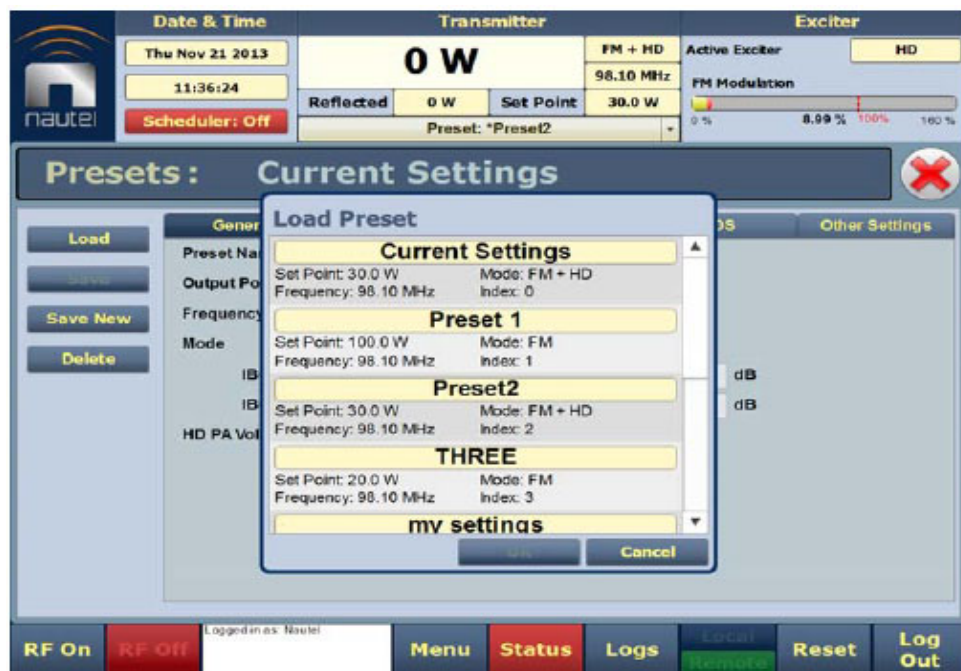 Date & Time
Transmitter
Exciter
nautel
Thu Nov 21 2013
11:36:24
Scheduler: Off
0 W
FM + HD
98.10 MHz
Reflected 0 W Set Point 30.0 W
Preset: *Preset2
Active Exciter HD
FM Modulation
0 % 8.99 % 100% 160 %
Presets: Current Settings
Load
Save
Save New
Delete
Gener
DS
Other Settings
Preset Na
Output Po
Frequency
Mode
IB
dB
IB
dB
HD PA Vol
Load Preset
Current Settings
Set Point: 30.0 W Mode: FM + HD
Frequency: 98.10 MHz Index: 0
Preset 1
Set Point: 100.0 W Mode: FM
Frequency: 98.10 MHz Index: 1
Preset2
Set Point: 30.0 W Mode: FM + HD
Frequency: 98.10 MHz Index: 2
THREE
Set Point: 20.0 W Mode: FM
Frequency: 98.10 MHz Index: 3
my settings
Cancel
RF On
RF Off
Logged in as: Nautel
Menu
Status
Logs
Local
Remote
Reset
Log
Out